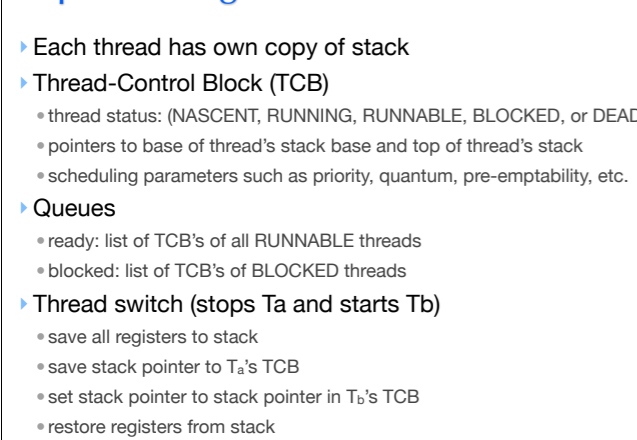 Each thread has own copy of stack
Thread-Control Block (TCB)
thread status: (NASCENT, RUNNING, RUNNABLE, BLOCKED, or DEAD
pointers to base of thread's stack base and top of thread's stack
scheduling parameters such as priority, quantum, pre-emptability, etc.
Queues
ready: list of TCB's of all RUNNABLE threads
blocked: list of TCB's of BLOCKED threads
Thread switch (stops Ta and starts Tb)
save all registers to stack
save stack pointer to Ta's TCB
set stack pointer to stack pointer in Tb's TCB
restore registers from stack